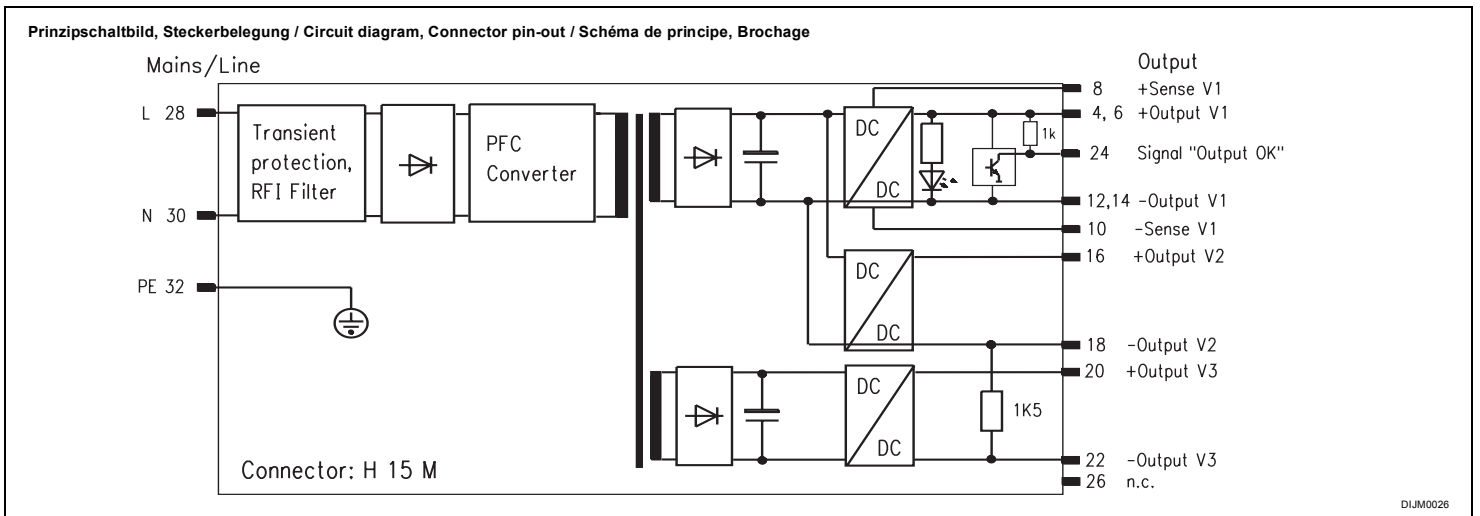 Prinzipschaltbild, Steckerbelegung / Circuit diagram, Connector pin-out / Schéma de principe, Brochage
Mains/Line
Output
L 28
N 30
PE 32
Transient
protection,
RFI Filter
PFC
Converter
DC
DC
DC
DC
DC
DC
1k
1K5
8 +Sense V1
4, 6 +Output V1
24 Signal "Output OK"
12,14 -Output V1
10 -Sense V1
16 +Output V2
18 -Output V2
20 +Output V3
22 -Output V3
26 n.c.
Connector: H 15 M
DIJM0026